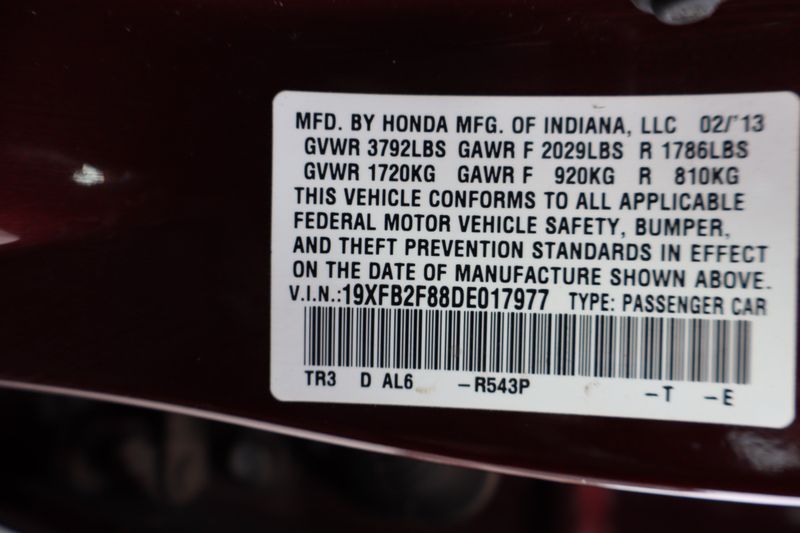 MFD. BY HONDA MFG. OF INDIANA, LLC 02/'13
GVWR 3792LBS GAWR F 2029LBS R 1786LBS
GVWR 1720KG GAWR F 920KG R 810KG
THIS VEHICLE CONFORMS TO ALL APPLICABLE
FEDERAL MOTOR VEHICLE SAFETY, BUMPER,
AND THEFT PREVENTION STANDARDS IN EFFECT
ON THE DATE OF MANUFACTURE SHOWN ABOVE.
V.I.N.:19XFB2F88DE017977 TYPE: PASSENGER CAR
TR3 D AL6 –R543P –T –E